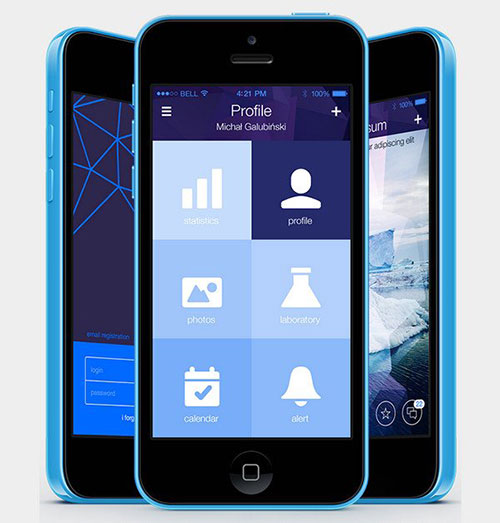 BELL
4:21 PM
100%
Profile
Michał Galubiński
statistics
profile
photos
laboratory
calendar
alert
email registration
login
password
i forg
100%
sum
adipiscing elit
22